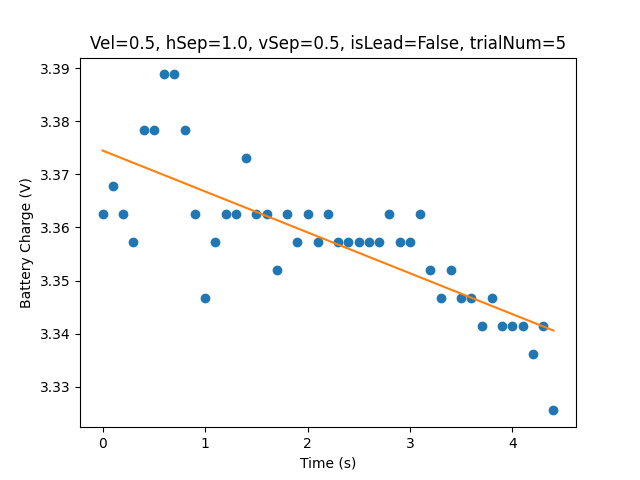 Vel=0.5, hSep=1.0, vSep=0.5, isLead=False, trialNum=5
3.39
3.38
3.37
3.36
3.35
3.34
3.33
Battery Charge (V)
0 1 2 3 4
Time (s)